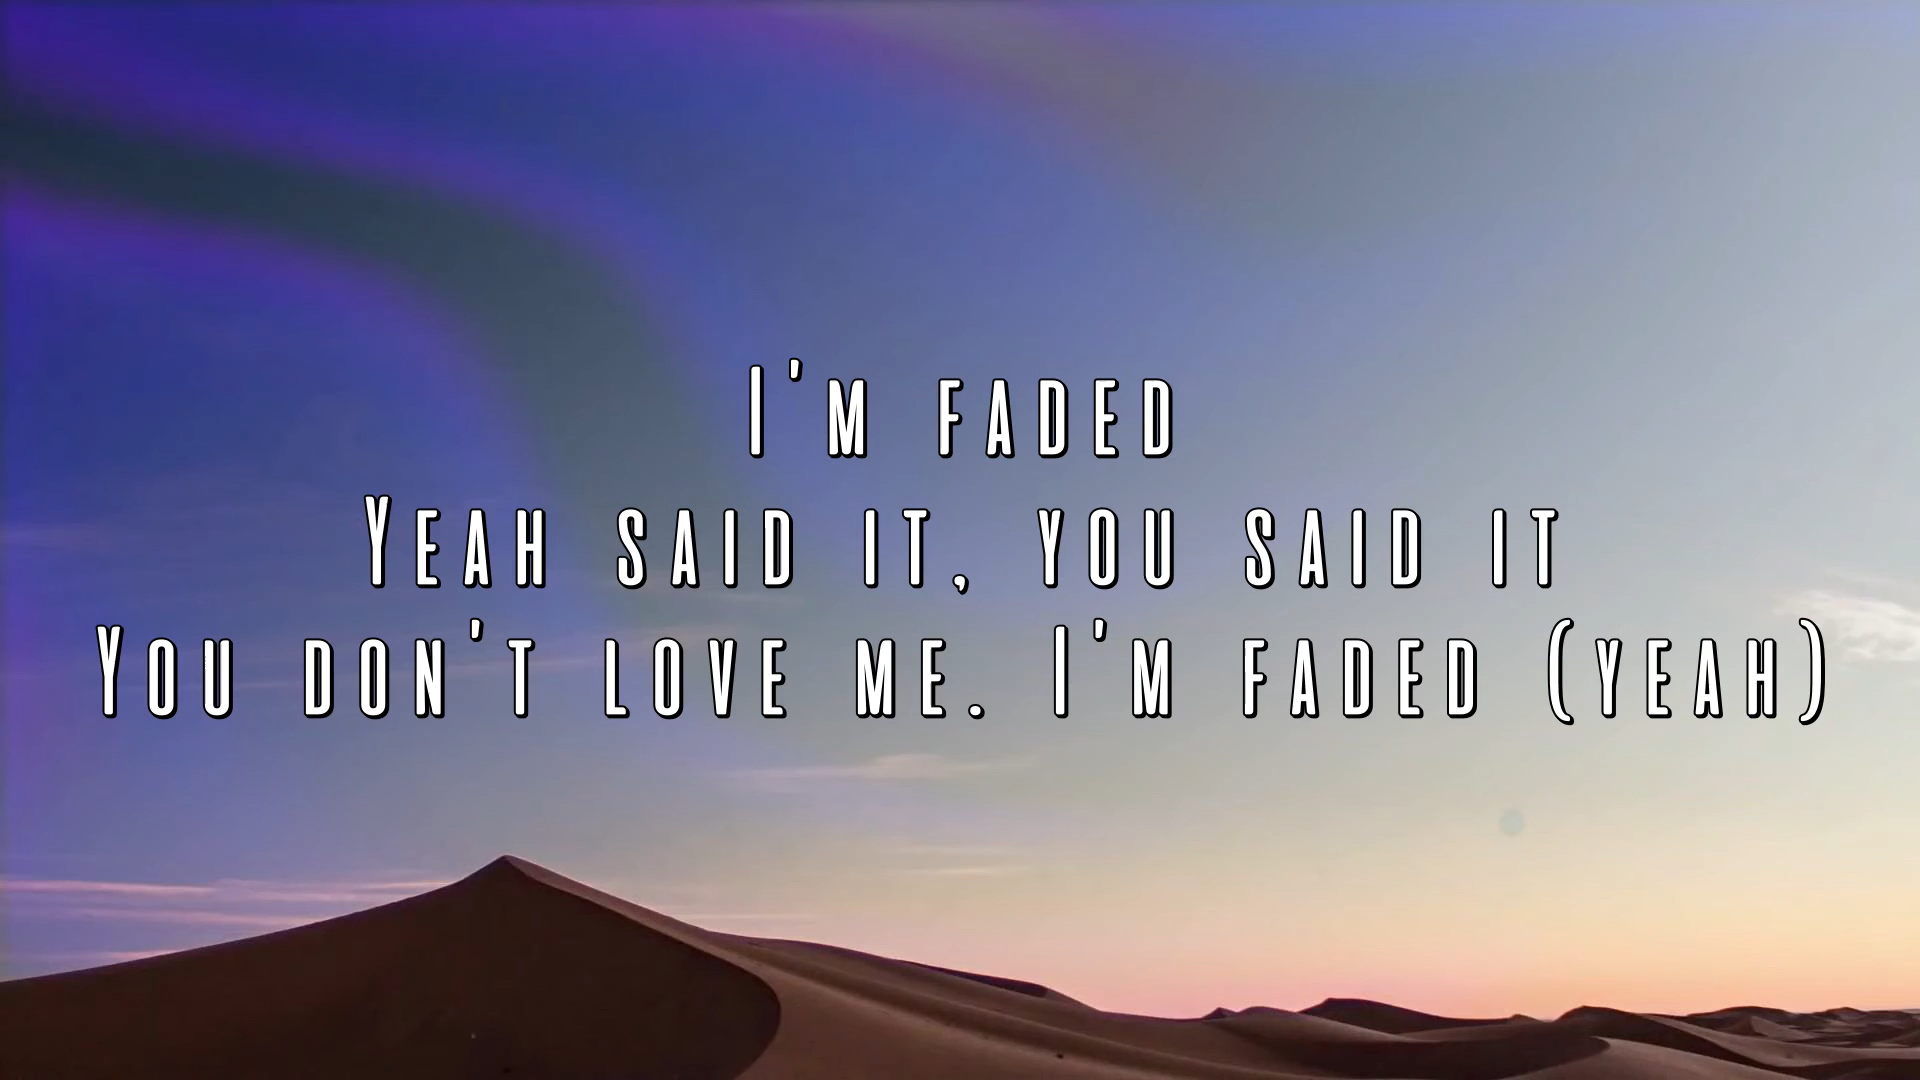 I'm faded
Yeah said it, you said it
You don't love me. I'm faded (yeah)